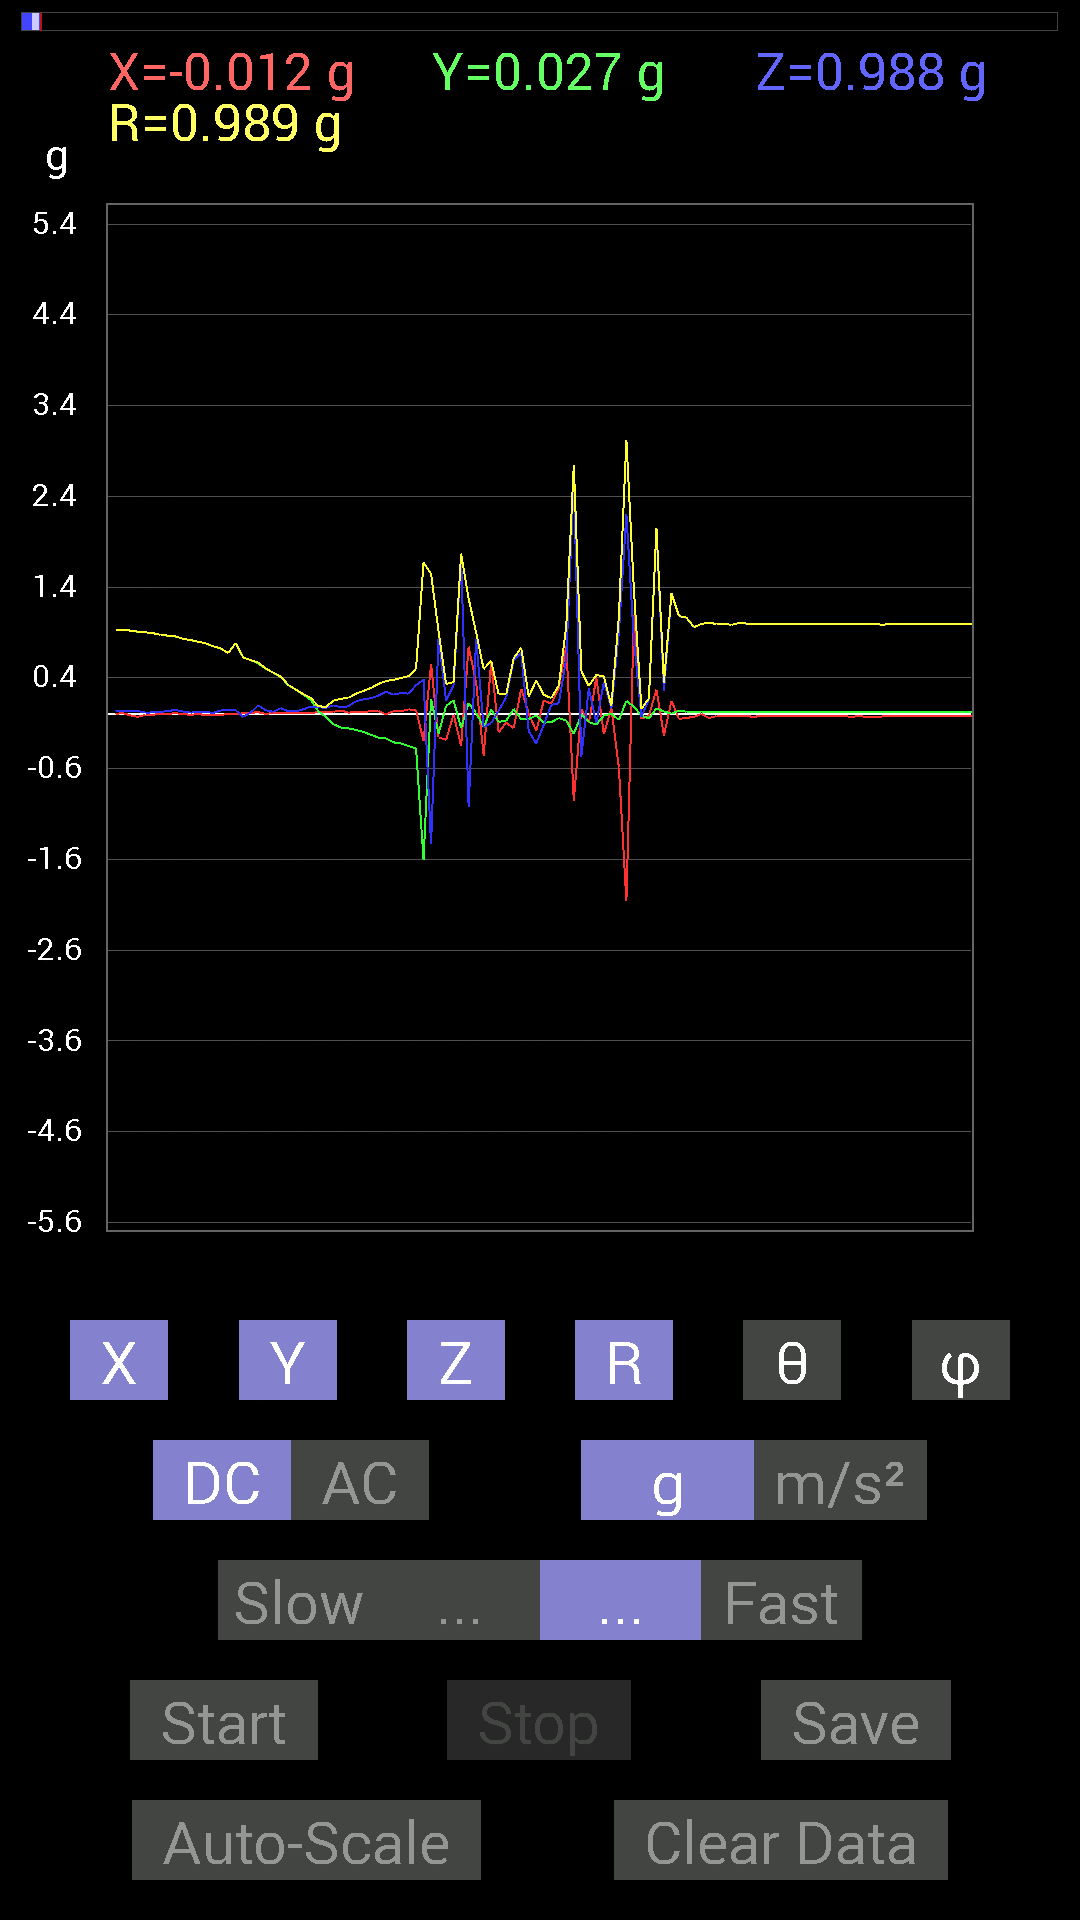 X=-0.012 g Y=0.027 g Z=0.988 g
R=0.989 g
g
5.4
4.4
3.4
2.4
1.4
0.4
-0.6
-1.6
-2.6
-3.6
-4.6
-5.6
X Y Z R θ φ
DC AC g m/s²
Slow ... ... Fast
Start Stop Save
Auto-Scale Clear Data